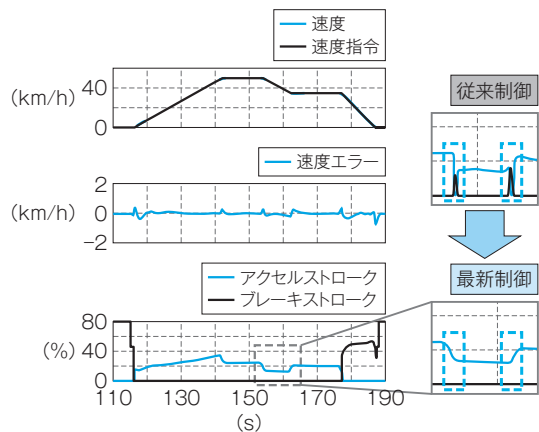 速度
速度指令
(km/h)
40
0
速度エラー
2
(km/h)
0
-2
アクセルストローク
ブレーキストローク
80
(%)
40
0
110
130
150
170
190
(s)
従来制御
最新制御